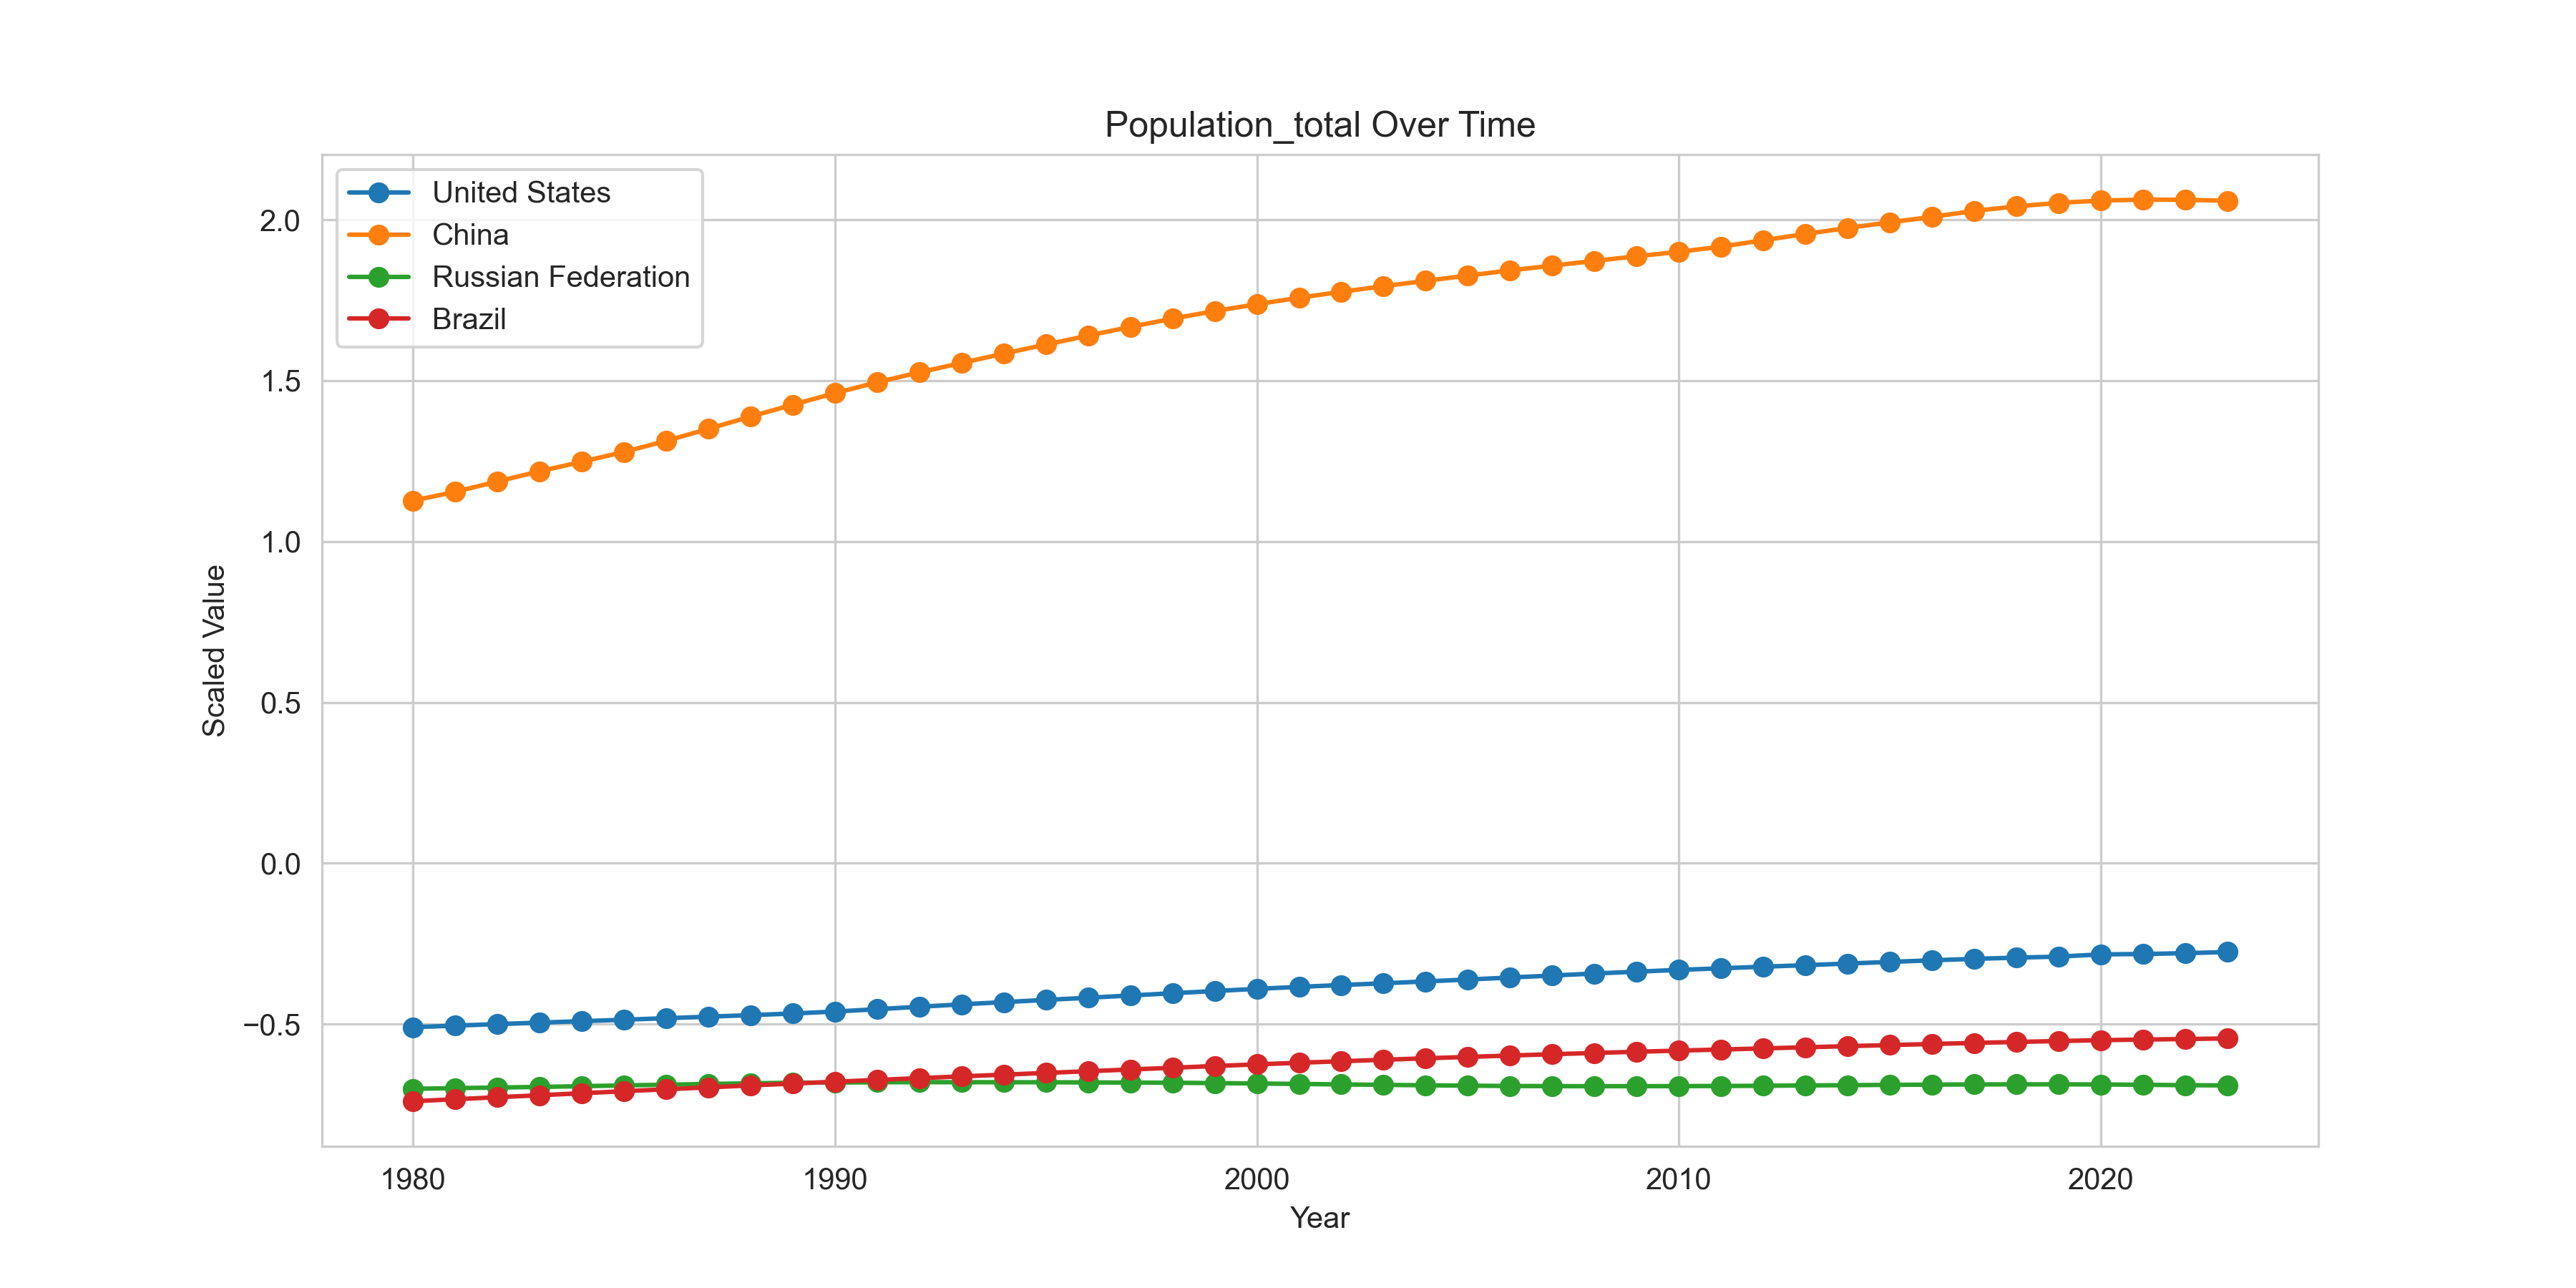 Population_total Over Time
United States
China
Russian Federation
Brazil
2.0
1.5
1.0
0.5
0.0
−0.5
Scaled Value
1980 1990 2000 2010 2020
Year